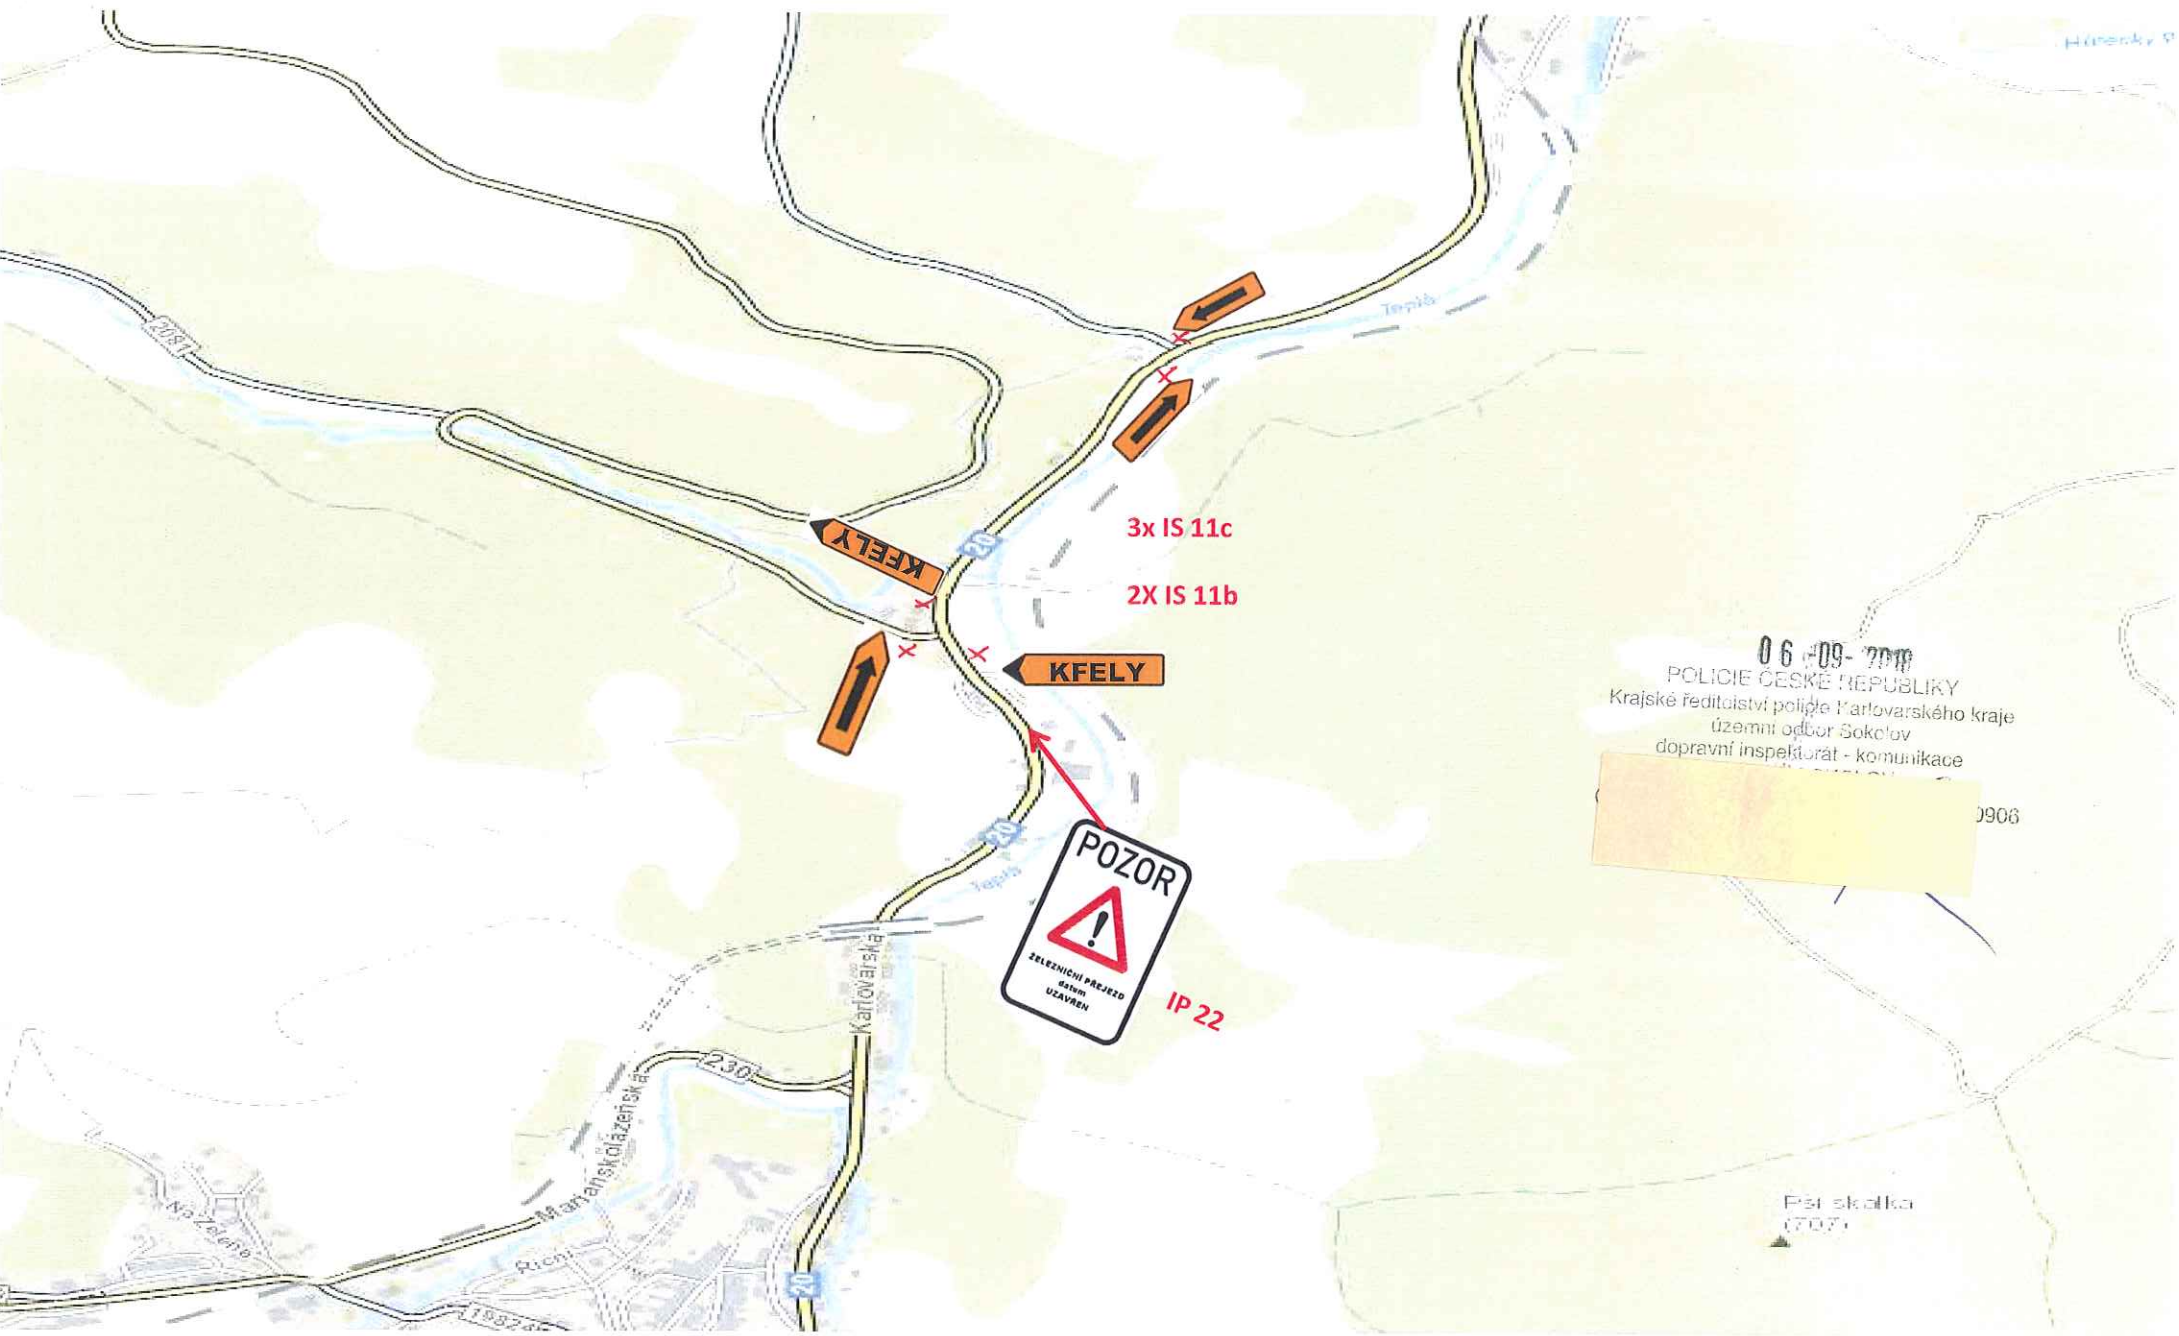 2081
Teplá
KFELY
20
3x IS 11c
2X IS 11b
KFELY
06 -09-
POLICIE ČESKÉ REPUBLIKY
Krajské ředitelství policie Karlovarského kraje
územní odbor Sokolov
dopravní inspektorát - komunikace
0906
20
Teplá
POZOR
!
ŽELEZNIČNÍ PŘEJEZD
datum
UZAVŘEN
IP 22
Karlovarská
230
Mariánskolázeňská
Na Zelené
Říční
20
Psí skalka
(707)